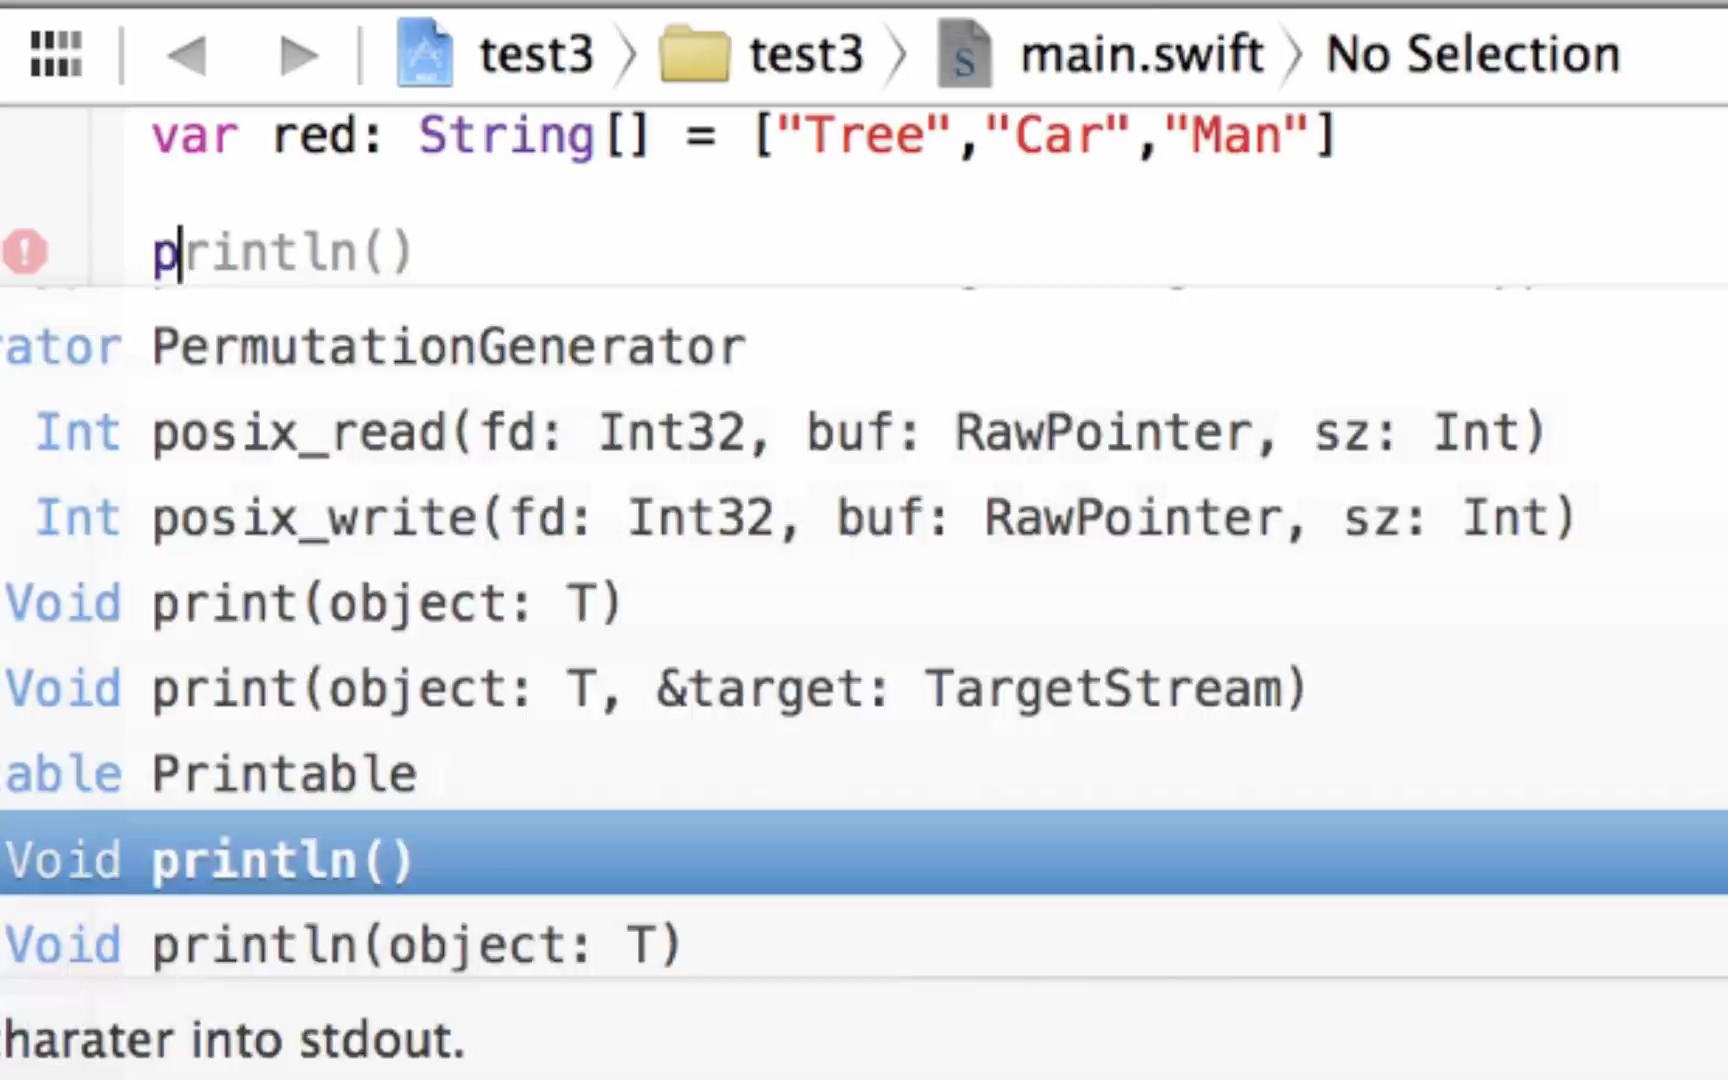 test3 test3 main.swift No Selection
var red: String[] = ["Tree","Car","Man"]
println()
rator PermutationGenerator
Int posix_read(fd: Int32, buf: RawPointer, sz: Int)
Int posix_write(fd: Int32, buf: RawPointer, sz: Int)
Void print(object: T)
Void print(object: T, &target: TargetStream)
able Printable
Void println()
Void println(object: T)
harater into stdout.